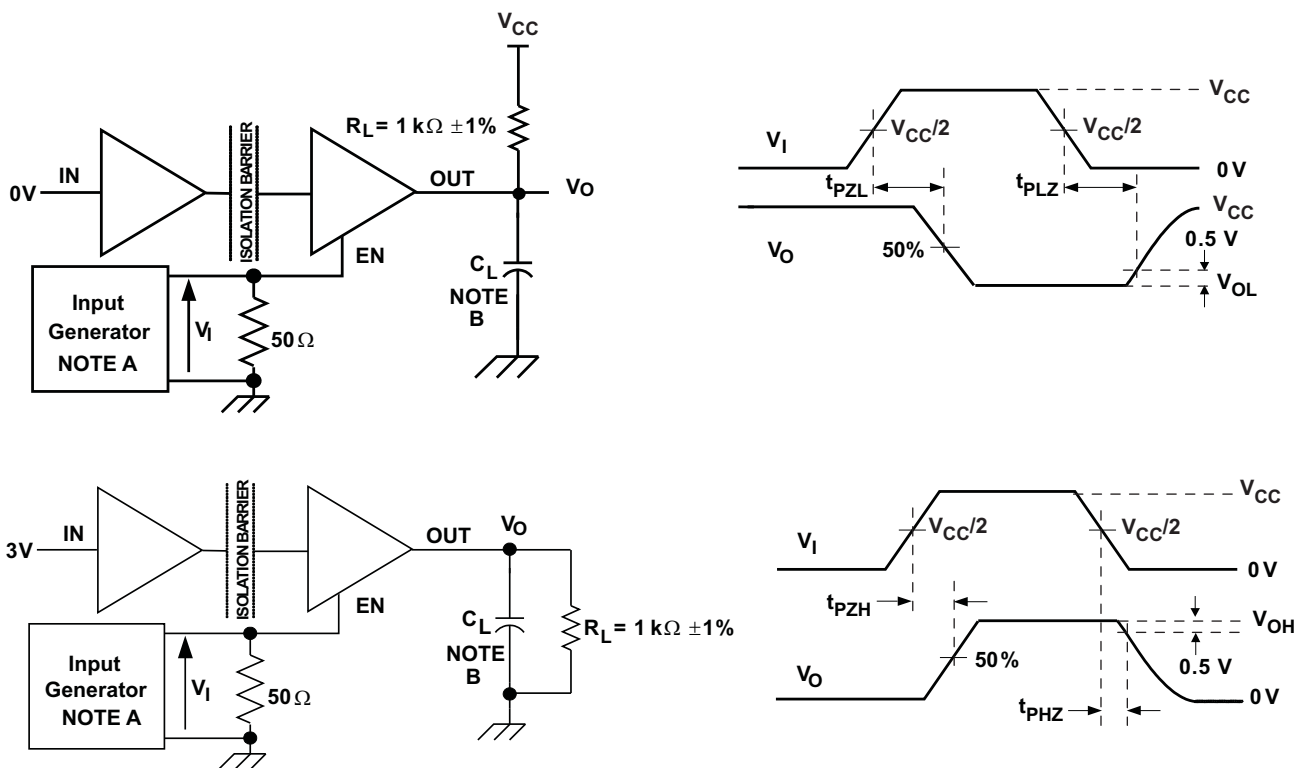 VCC
RL = 1 kΩ ±1%
ISOLATION BARRIER
0V
IN
OUT
VO
EN
CL
NOTE
B
Input
Generator
NOTE A
VI
50Ω
VCC
VI
VCC/2
VCC/2
0 V
tPZL
tPLZ
VCC
VO
50%
0.5 V
VOL
ISOLATION BARRIER
3V
IN
OUT
VO
EN
CL
NOTE
B
RL = 1 kΩ ±1%
Input
Generator
NOTE A
VI
50Ω
VCC
VI
VCC/2
VCC/2
0 V
tPZH
VOH
VO
50%
0.5 V
tPHZ
0 V